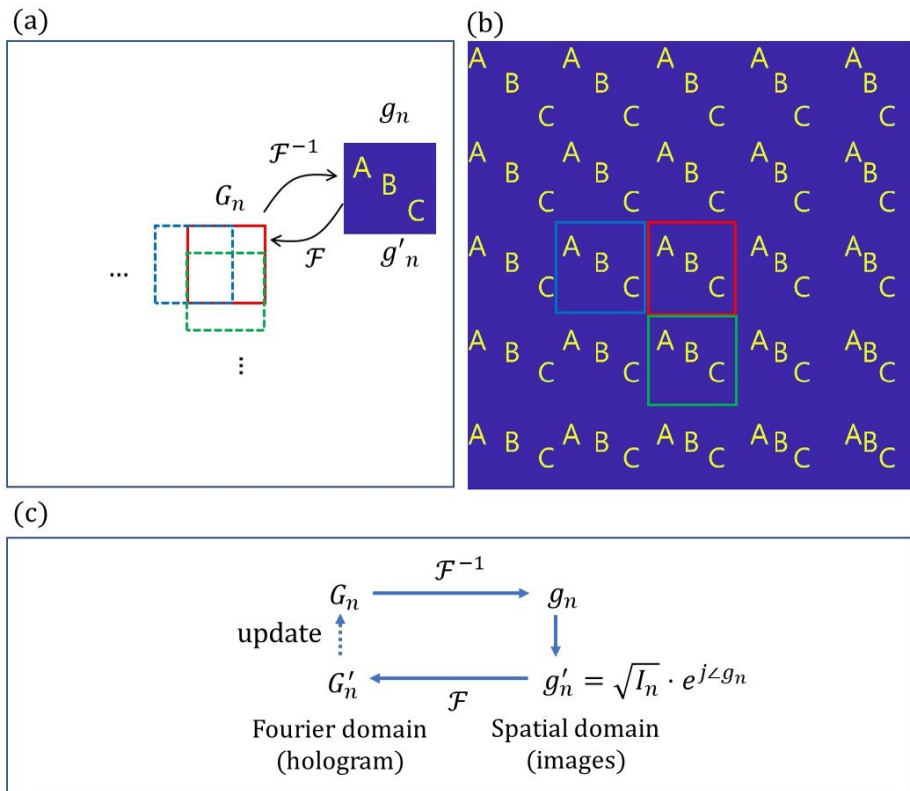 (a)
g_n
𝓕⁻¹
A
B
C
G_n
𝓕
g'_n
...
⋮
(b)
A A A A A
B B B B B
C C C C C
A A A A A
B B B B B
C C C C C
A A A A A
B B B B B
C C C C C
A A A A A
B B B B B
C C C C C
A A A A A
B B B B B
C C C C C
(c)
𝓕⁻¹
G_n g_n
update
G'_n 𝓕 g'_n = √I_n · e^{j∠g_n}
Fourier domain Spatial domain
(hologram) (images)